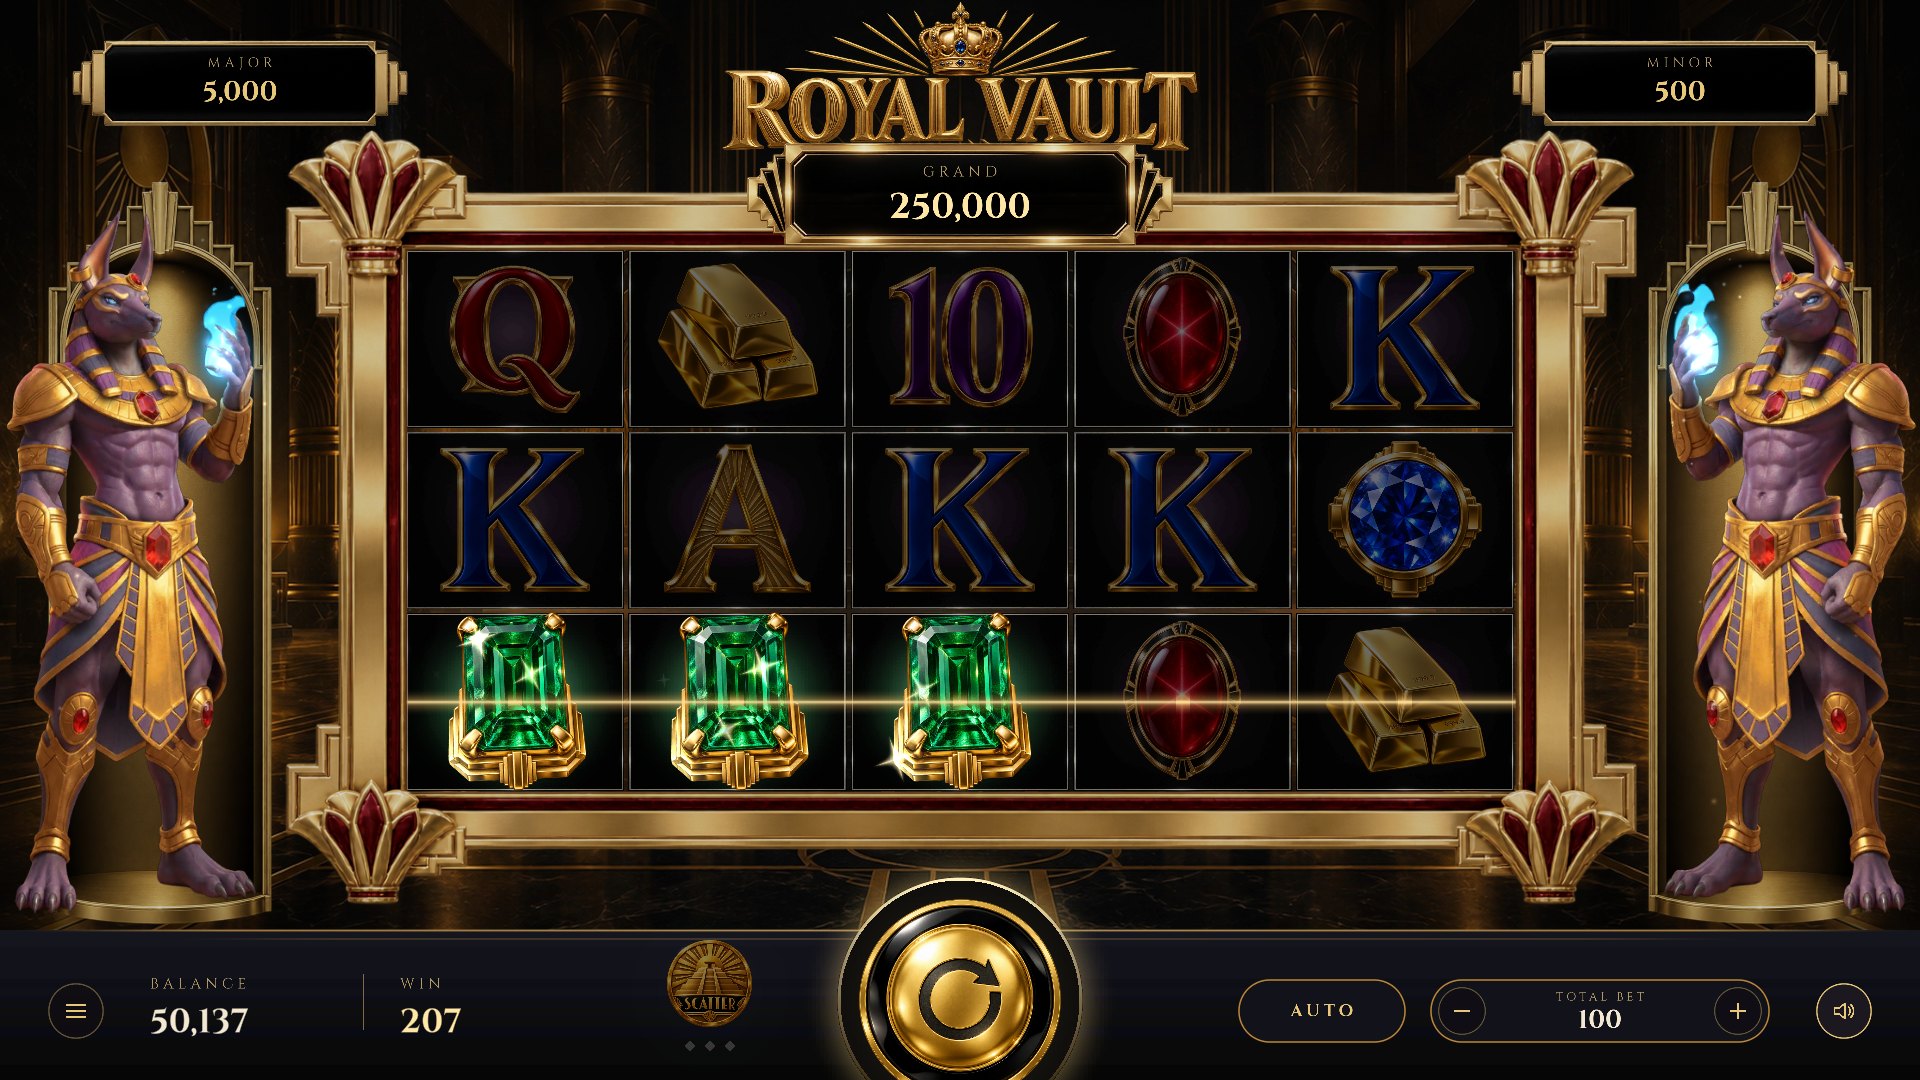 MAJOR
5,000
ROYAL VAULT
MINOR
500
GRAND
250,000
Q
10
K
K
A
K
K
BALANCE
50,137
WIN
207
SCATTER
AUTO
TOTAL BET
100